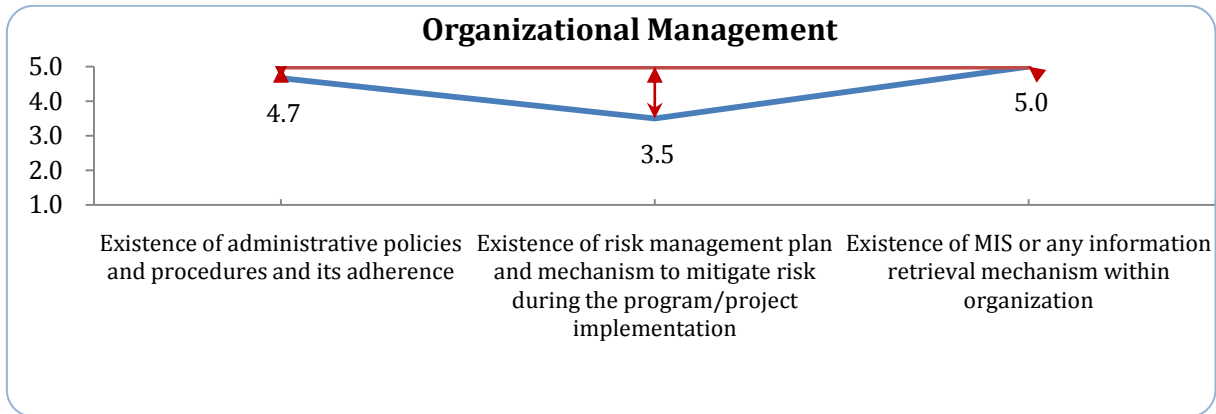 Organizational Management
5.0
4.0
3.0
2.0
1.0
4.7
3.5
5.0
Existence of administrative policies
and procedures and its adherence
Existence of risk management plan
and mechanism to mitigate risk
during the program/project
implementation
Existence of MIS or any information
retrieval mechanism within
organization